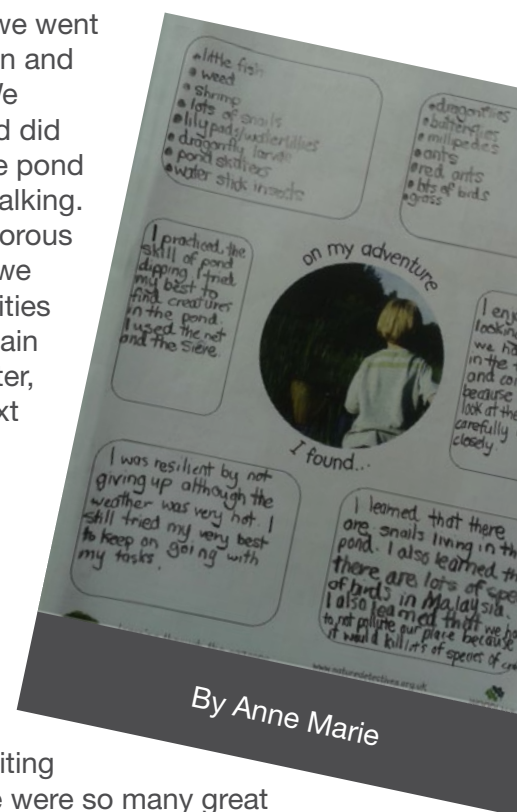 we went
n and
We
d did
e pond
alking.
orous
we
ities
ain
ter,
xt
iting
e were so many great
little fish
weed
shrimp
lots of snails
lily pads/waterlillies
dragonfly larvae
pond skaters
water stick insects
dragonflies
butterflies
millipedies
ants
red ants
lots of birds
grass
I practiced the
skill of pond
dipping. I tried
my best to
find creatures
in the pond.
I used the net
and the sieve.
on my adventure
I found...
I enj
looking
we ha
in the
and co
because
look at the
carefully
closely.
I was resilient by not
giving up although the
weather was very hot. I
still tried my very best
to keep on going with
my tasks.
I learned that there
are snails living in th
pond. I also learned th
there are lots of spe
of birds in Malaysia.
I also learned that we ha
to not pollute our place because
it would kill lots of species of
www.naturedetectives.org.uk
By Anne Marie